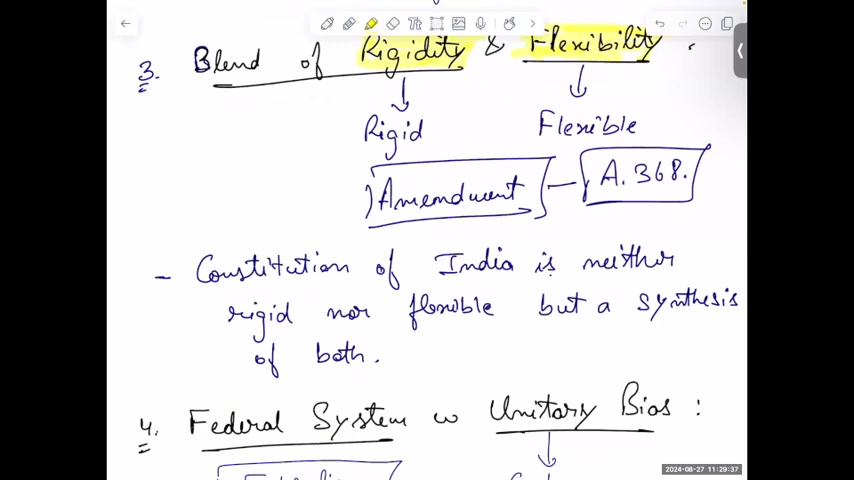 3. Blend of Rigidity & Flexibility :
Rigid Flexible
Amendment — A. 368.
- Constitution of India is neither
rigid nor flexible but a synthesis
of both.
4. Federal System w Unitary Bias :
2024-08-27 11:29:37